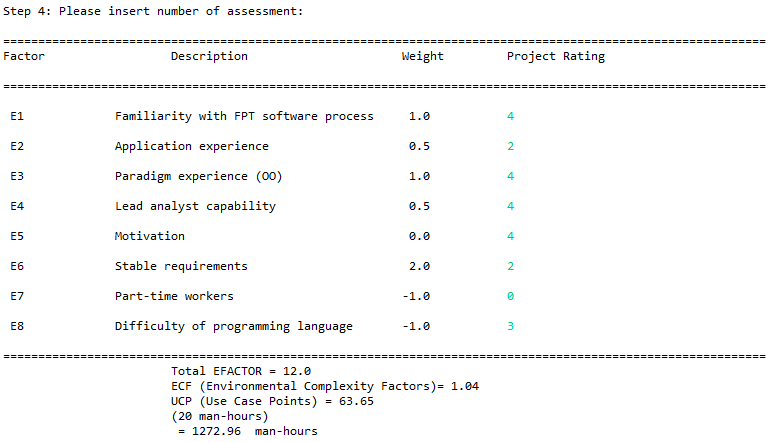 Step 4: Please insert number of assessment:
==============================================================================================================
Factor Description Weight Project Rating
==============================================================================================================
E1 Familiarity with FPT software process 1.0 4
E2 Application experience 0.5 2
E3 Paradigm experience (OO) 1.0 4
E4 Lead analyst capability 0.5 4
E5 Motivation 0.0 4
E6 Stable requirements 2.0 2
E7 Part-time workers -1.0 0
E8 Difficulty of programming language -1.0 3
==============================================================================================================
Total EFACTOR = 12.0
ECF (Environmental Complexity Factors)= 1.04
UCP (Use Case Points) = 63.65
(20 man-hours)
= 1272.96 man-hours